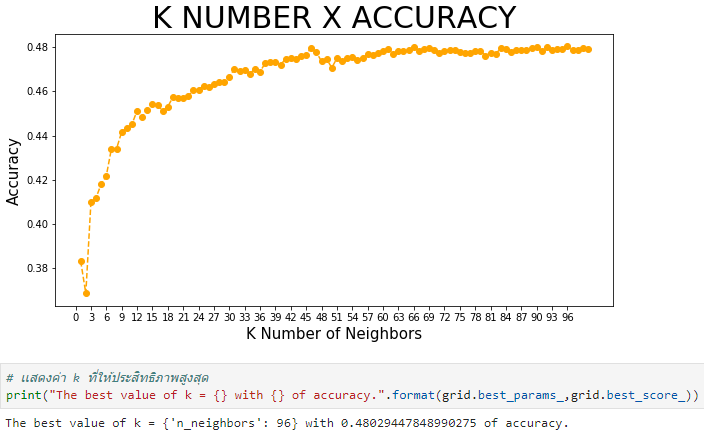 K NUMBER X ACCURACY
0.48
0.46
0.44
0.42
0.40
0.38
Accuracy
0 3 6 9 12 15 18 21 24 27 30 33 36 39 42 45 48 51 54 57 60 63 66 69 72 75 78 81 84 87 90 93 96
K Number of Neighbors
# แสดงค่า k ที่ให้ประสิทธิภาพสูงสุด
print("The best value of k = {} with {} of accuracy.".format(grid.best_params_,grid.best_score_))
The best value of k = {'n_neighbors': 96} with 0.48029447848990275 of accuracy.